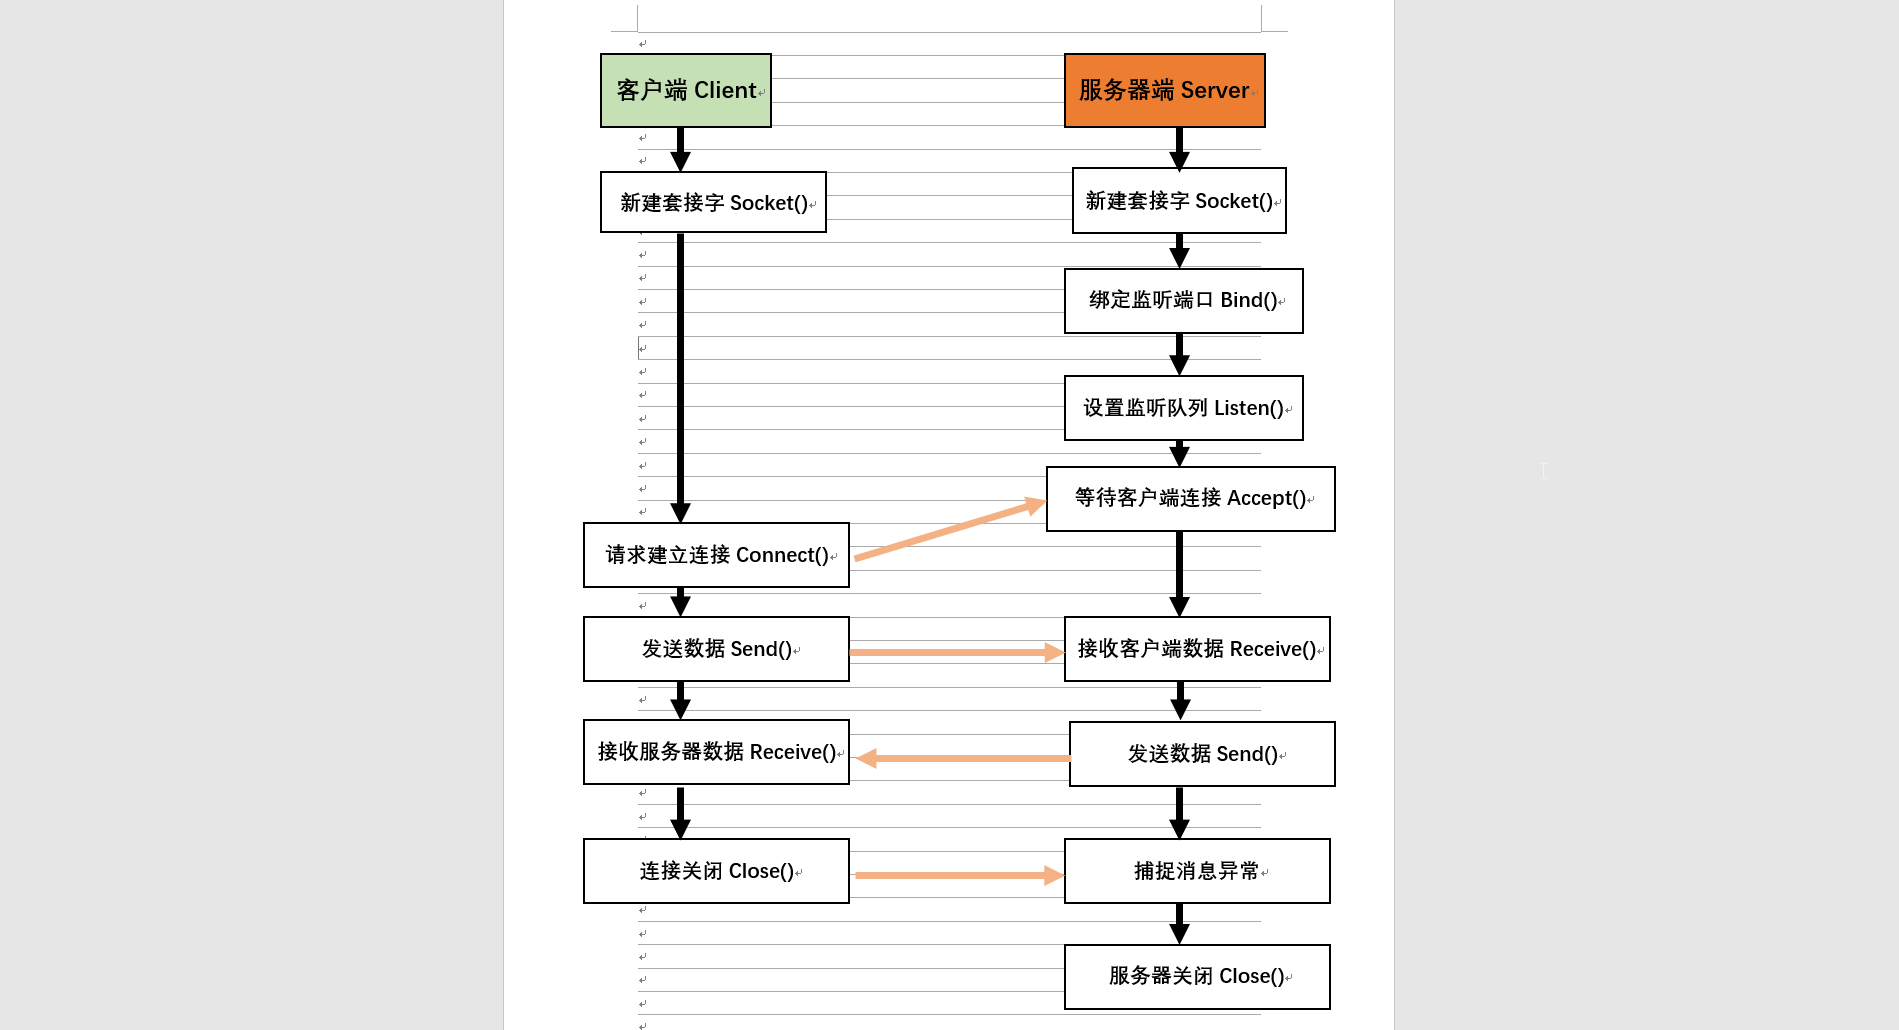 客户端 Client
服务器端 Server
新建套接字 Socket()
新建套接字 Socket()
绑定监听端口 Bind()
设置监听队列 Listen()
等待客户端连接 Accept()
请求建立连接 Connect()
发送数据 Send()
接收客户端数据 Receive()
接收服务器数据 Receive()
发送数据 Send()
连接关闭 Close()
捕捉消息异常
服务器关闭 Close()